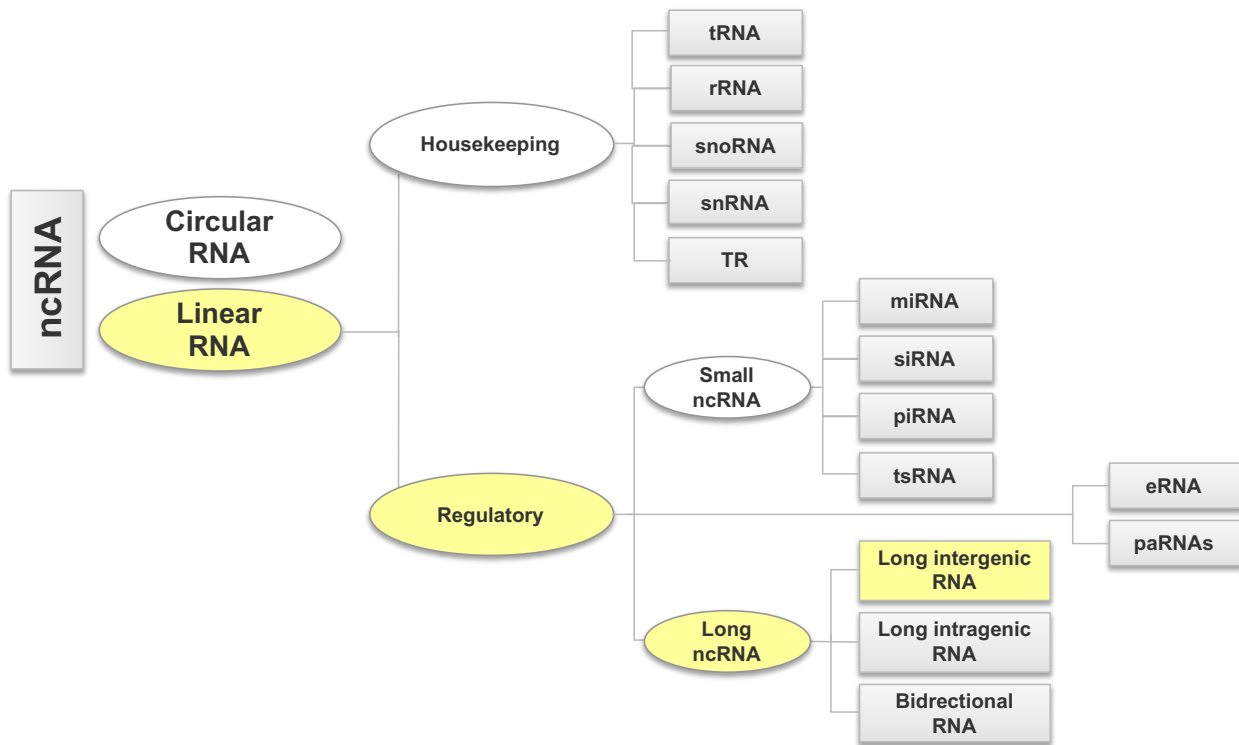 ncRNA
Circular
RNA
Linear
RNA
Housekeeping
tRNA
rRNA
snoRNA
snRNA
TR
Regulatory
Small
ncRNA
miRNA
siRNA
piRNA
tsRNA
eRNA
paRNAs
Long
ncRNA
Long intergenic
RNA
Long intragenic
RNA
Bidrectional
RNA